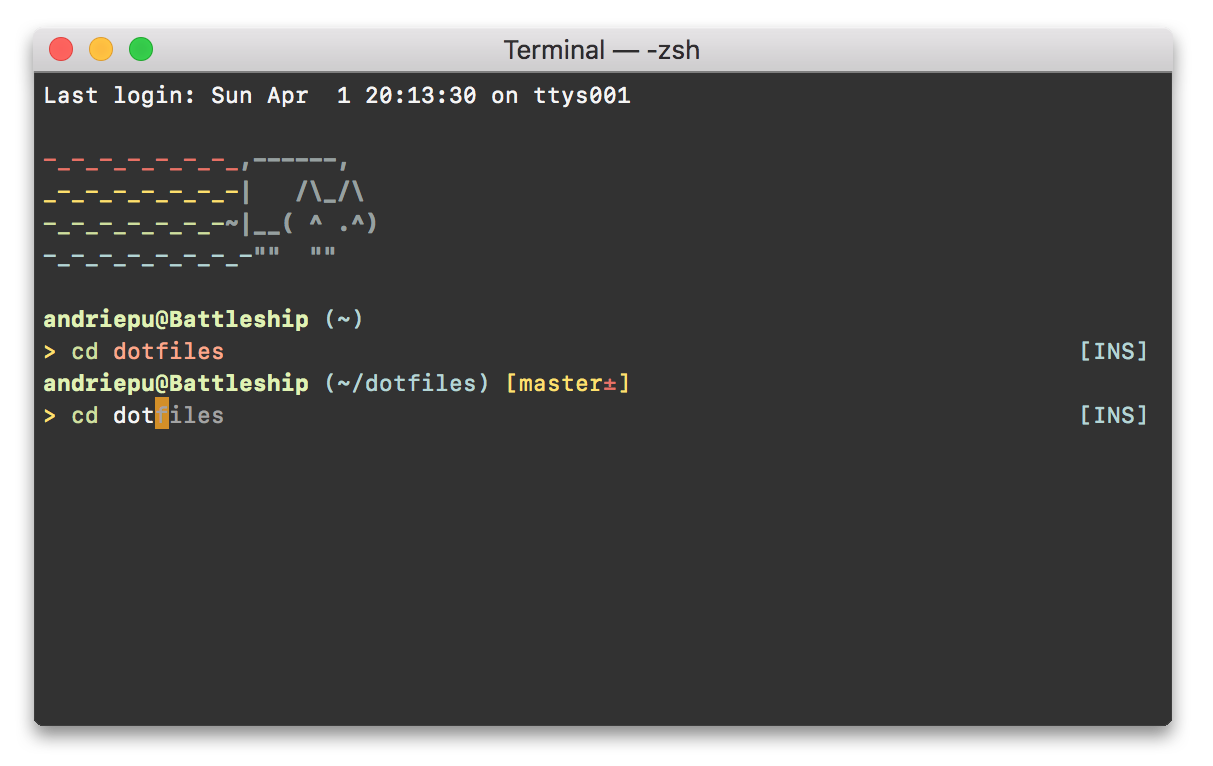 Terminal — -zsh
Last login: Sun Apr  1 20:13:30 on ttys001
-_-_-_-_-_-_-_,------,
_-_-_-_-_-_-_-|   /\_/\
-_-_-_-_-_-_-~|__( ^ .^)
-_-_-_-_-_-_-_-""  ""
andriepu@Battleship (~)
> cd dotfiles [INS]
andriepu@Battleship (~/dotfiles) [master±]
> cd dotfiles [INS]